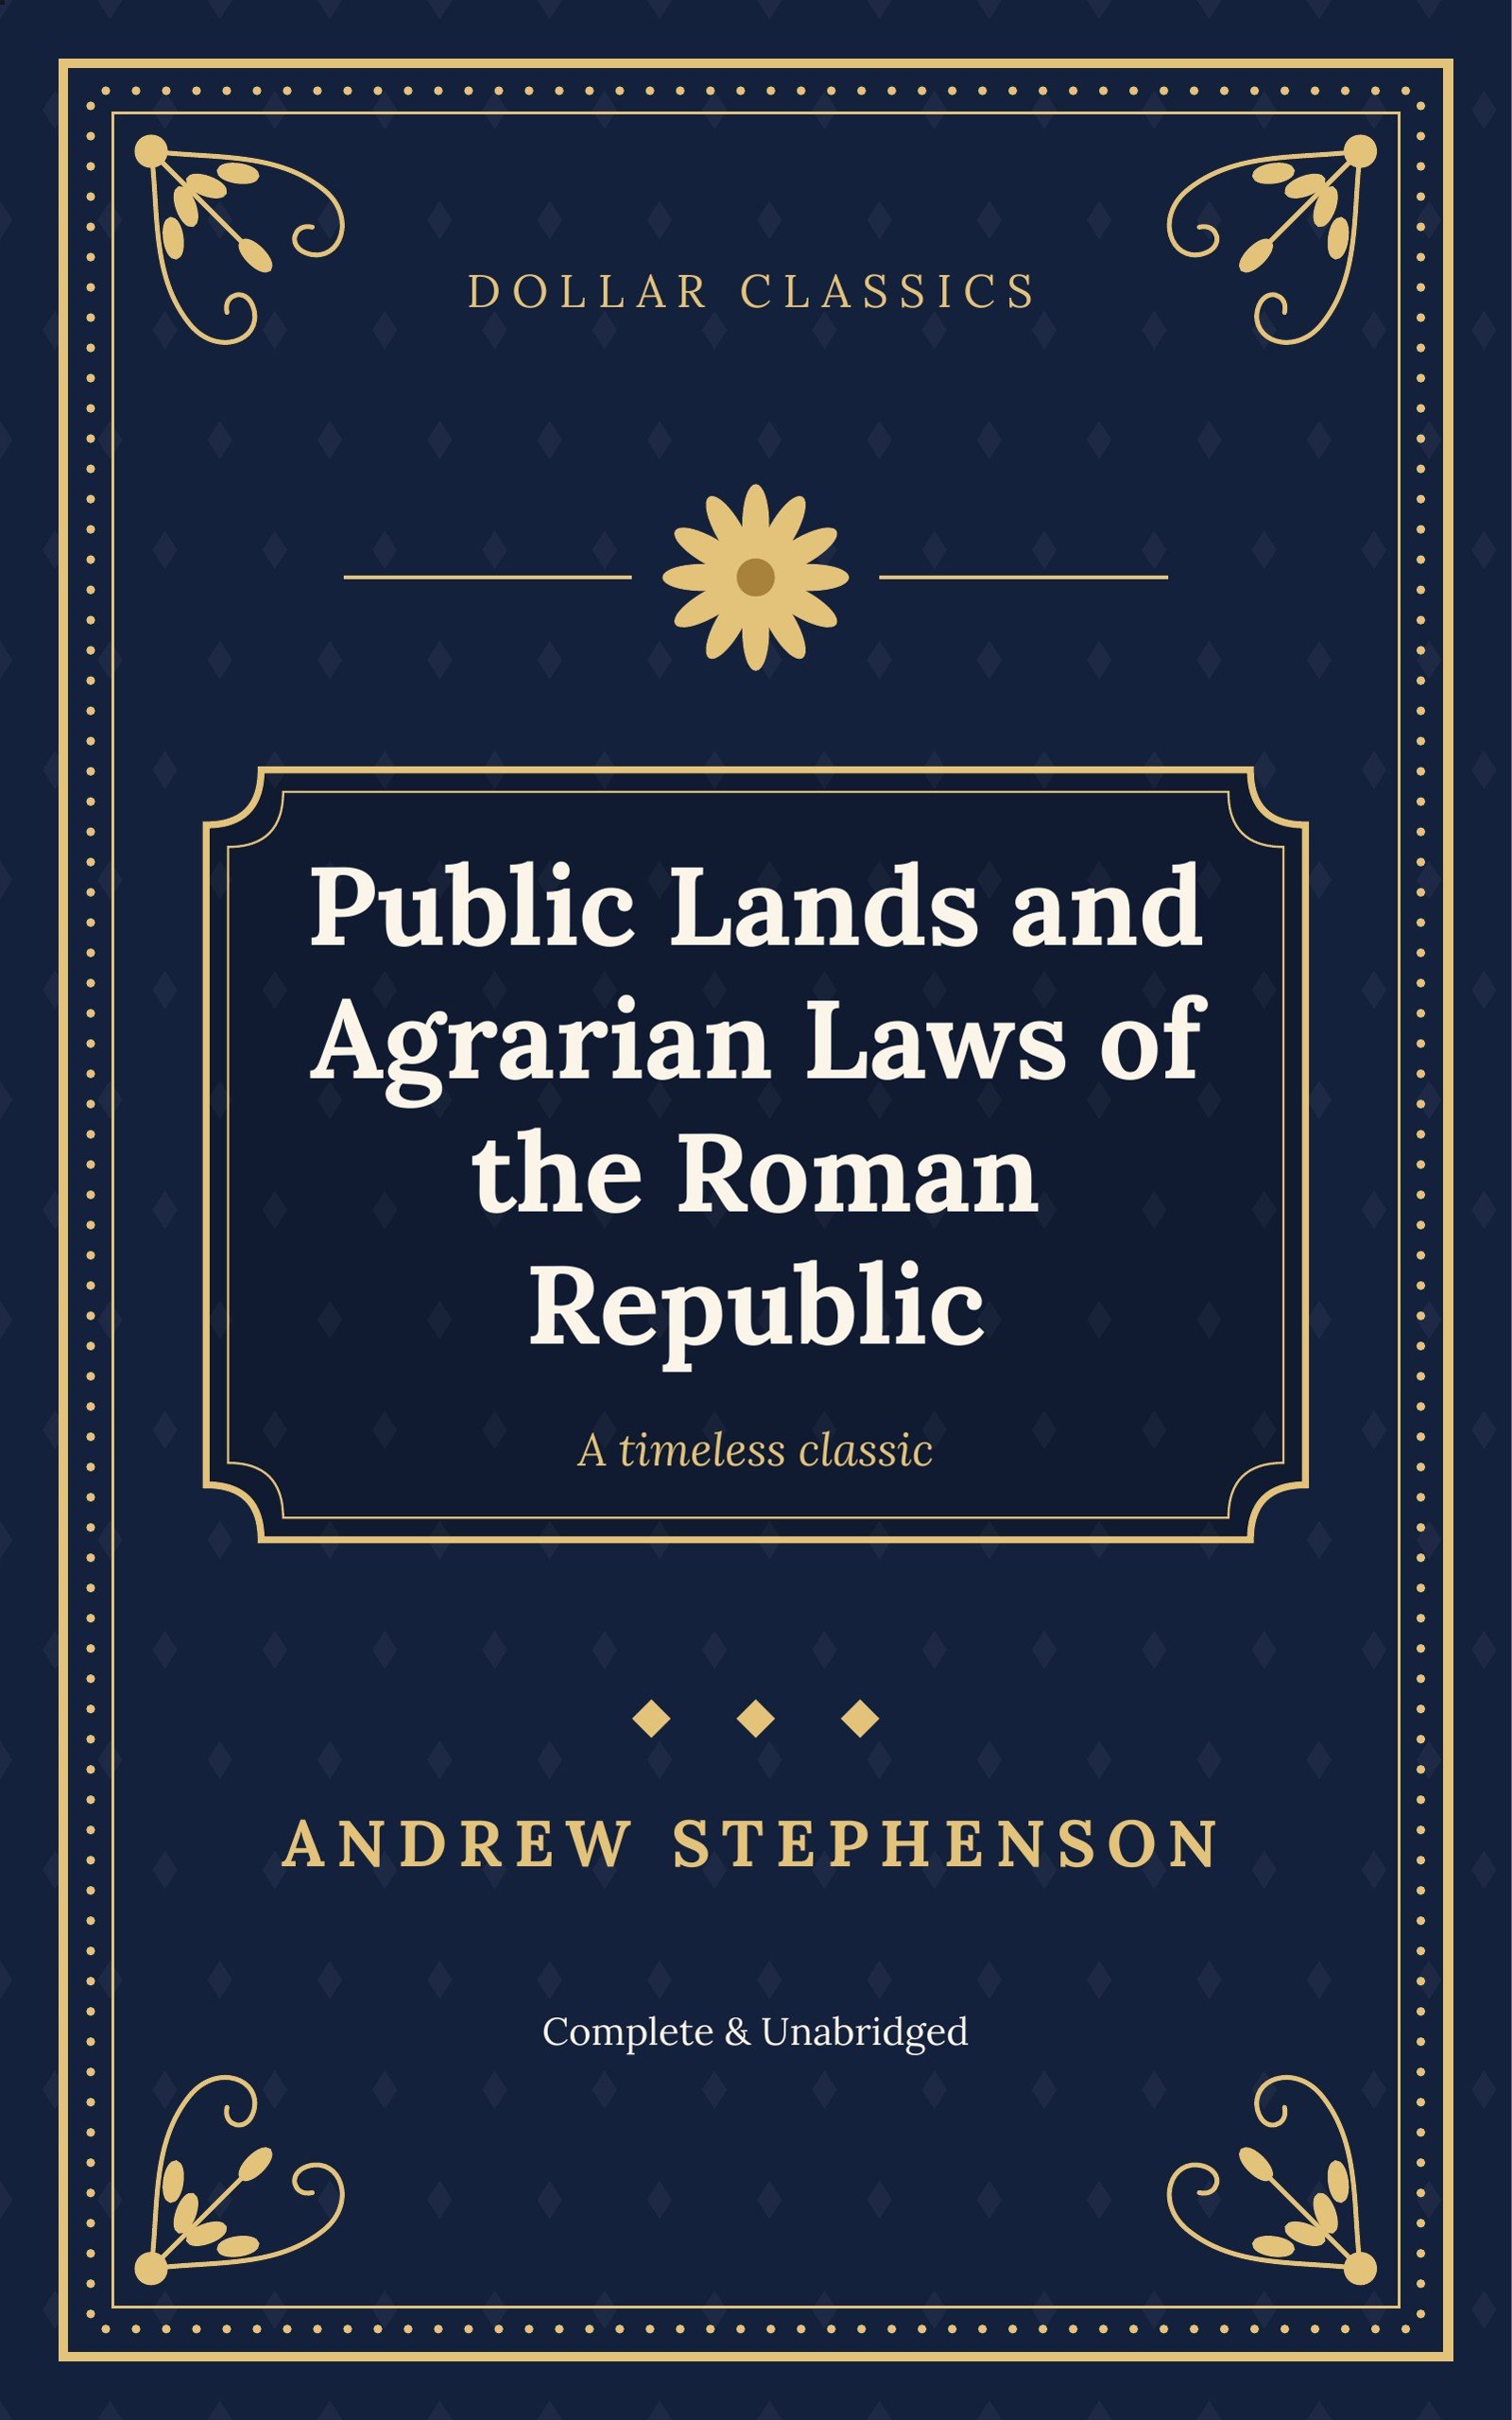 DOLLAR CLASSICS
Public Lands and
Agrarian Laws of
the Roman
Republic
A timeless classic
ANDREW STEPHENSON
Complete & Unabridged